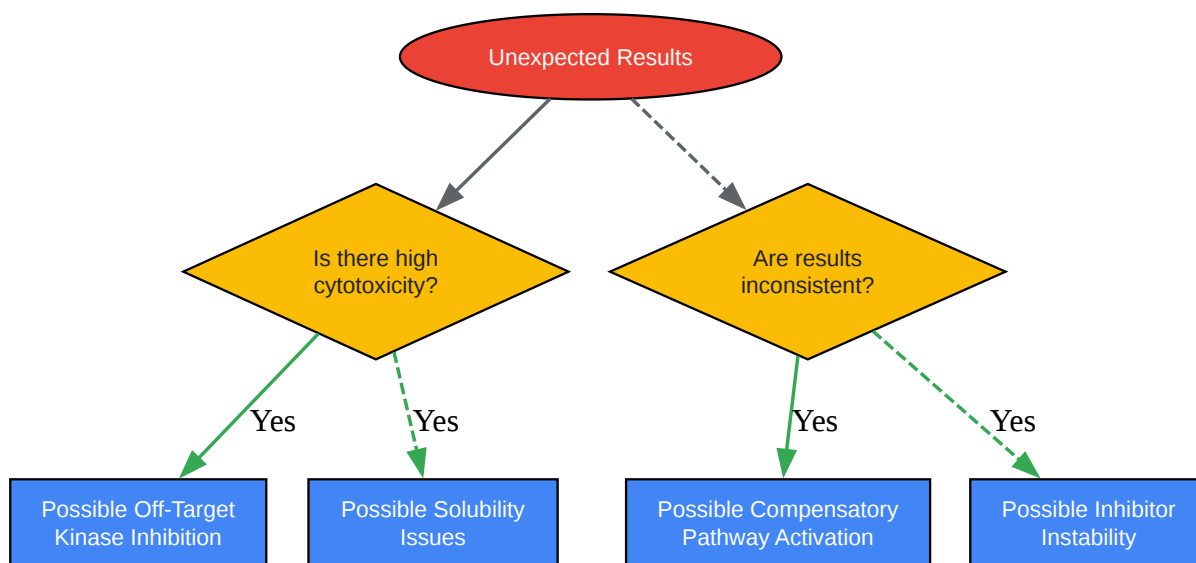 Unexpected Results
Is there high
cytotoxicity?
Are results
inconsistent?
Yes
Yes
Yes
Yes
Possible Off-Target
Kinase Inhibition
Possible Solubility
Issues
Possible Compensatory
Pathway Activation
Possible Inhibitor
Instability